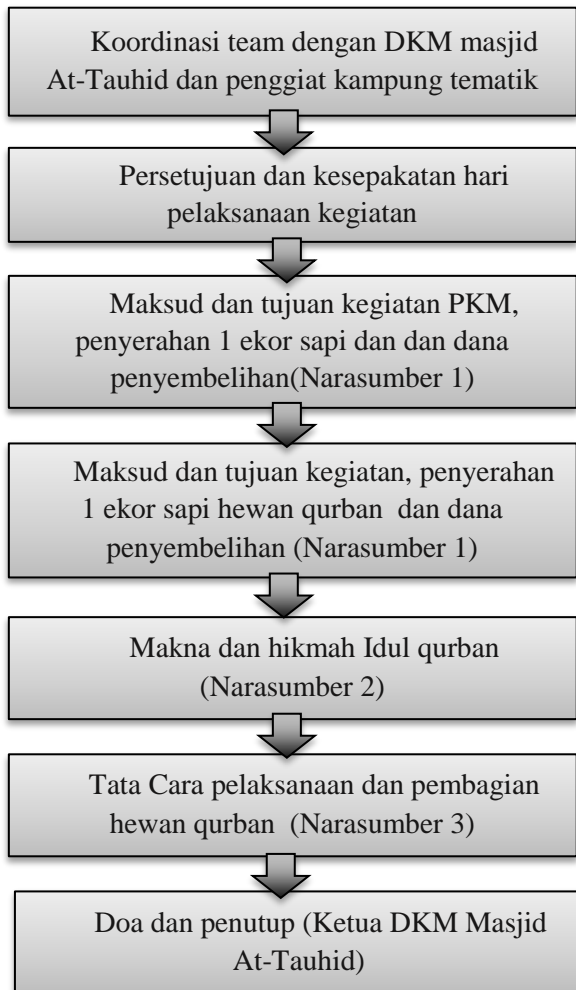 Koordinasi team dengan DKM masjid
At-Tauhid dan penggiat kampung tematik
Persetujuan dan kesepakatan hari
pelaksanaan kegiatan
Maksud dan tujuan kegiatan PKM,
penyerahan 1 ekor sapi dan dan dana
penyembelihan(Narasumber 1)
Maksud dan tujuan kegiatan, penyerahan
1 ekor sapi hewan qurban dan dana
penyembelihan (Narasumber 1)
Makna dan hikmah Idul qurban
(Narasumber 2)
Tata Cara pelaksanaan dan pembagian
hewan qurban (Narasumber 3)
Doa dan penutup (Ketua DKM Masjid
At-Tauhid)